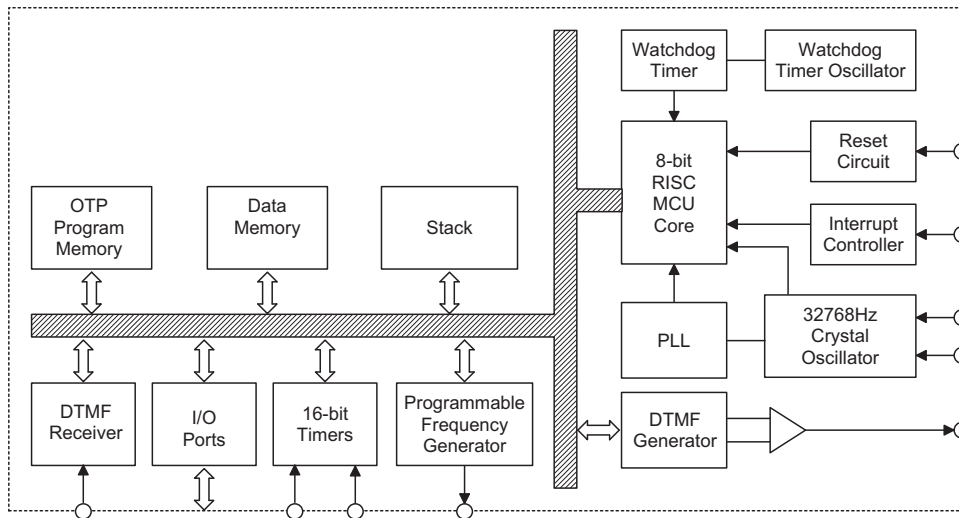 Watchdog
Timer
Watchdog
Timer Oscillator
8-bit
RISC
MCU
Core
Reset
Circuit
OTP
Program
Memory
Data
Memory
Stack
Interrupt
Controller
PLL
32768Hz
Crystal
Oscillator
DTMF
Receiver
I/O
Ports
16-bit
Timers
Programmable
Frequency
Generator
DTMF
Generator